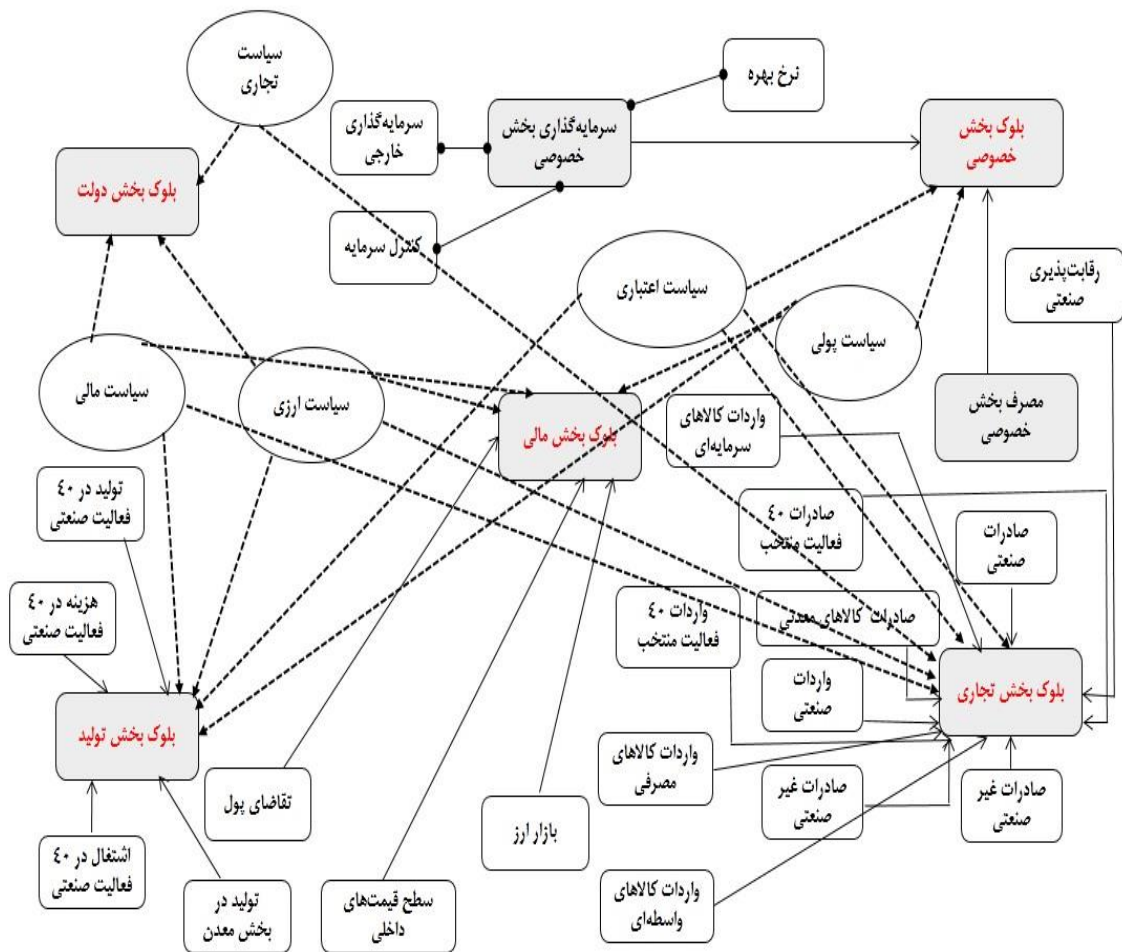 سیاست
تجاری
نرخ بهره
سرمایه‌گذاری
خارجی
سرمایه‌گذاری بخش
خصوصی
بلوک بخش
خصوصی
بلوک بخش دولت
کنترل سرمایه
رقابت‌پذیری
صنعتی
سیاست اعتباری
سیاست پولی
سیاست مالی
سیاست ارزی
مصرف بخش
خصوصی
واردات کالاهای
سرمایه‌ای
بلوک بخش مالی
تولید در ٤٠
فعالیت صنعتی
صادرات ٤٠
فعالیت منتخب
صادرات
صنعتی
هزینه در ٤٠
فعالیت صنعتی
واردات ٤٠
فعالیت منتخب
صادرات کالاهای معدنی
واردات
صنعتی
بلوک بخش تجاری
بلوک بخش تولید
واردات کالاهای
مصرفی
صادرات غیر
صنعتی
صادرات غیر
صنعتی
تقاضای پول
بازار ارز
اشتغال در ٤٠
فعالیت صنعتی
تولید در
بخش معدن
سطح قیمت‌های
داخلی
واردات کالاهای
واسطه‌ای